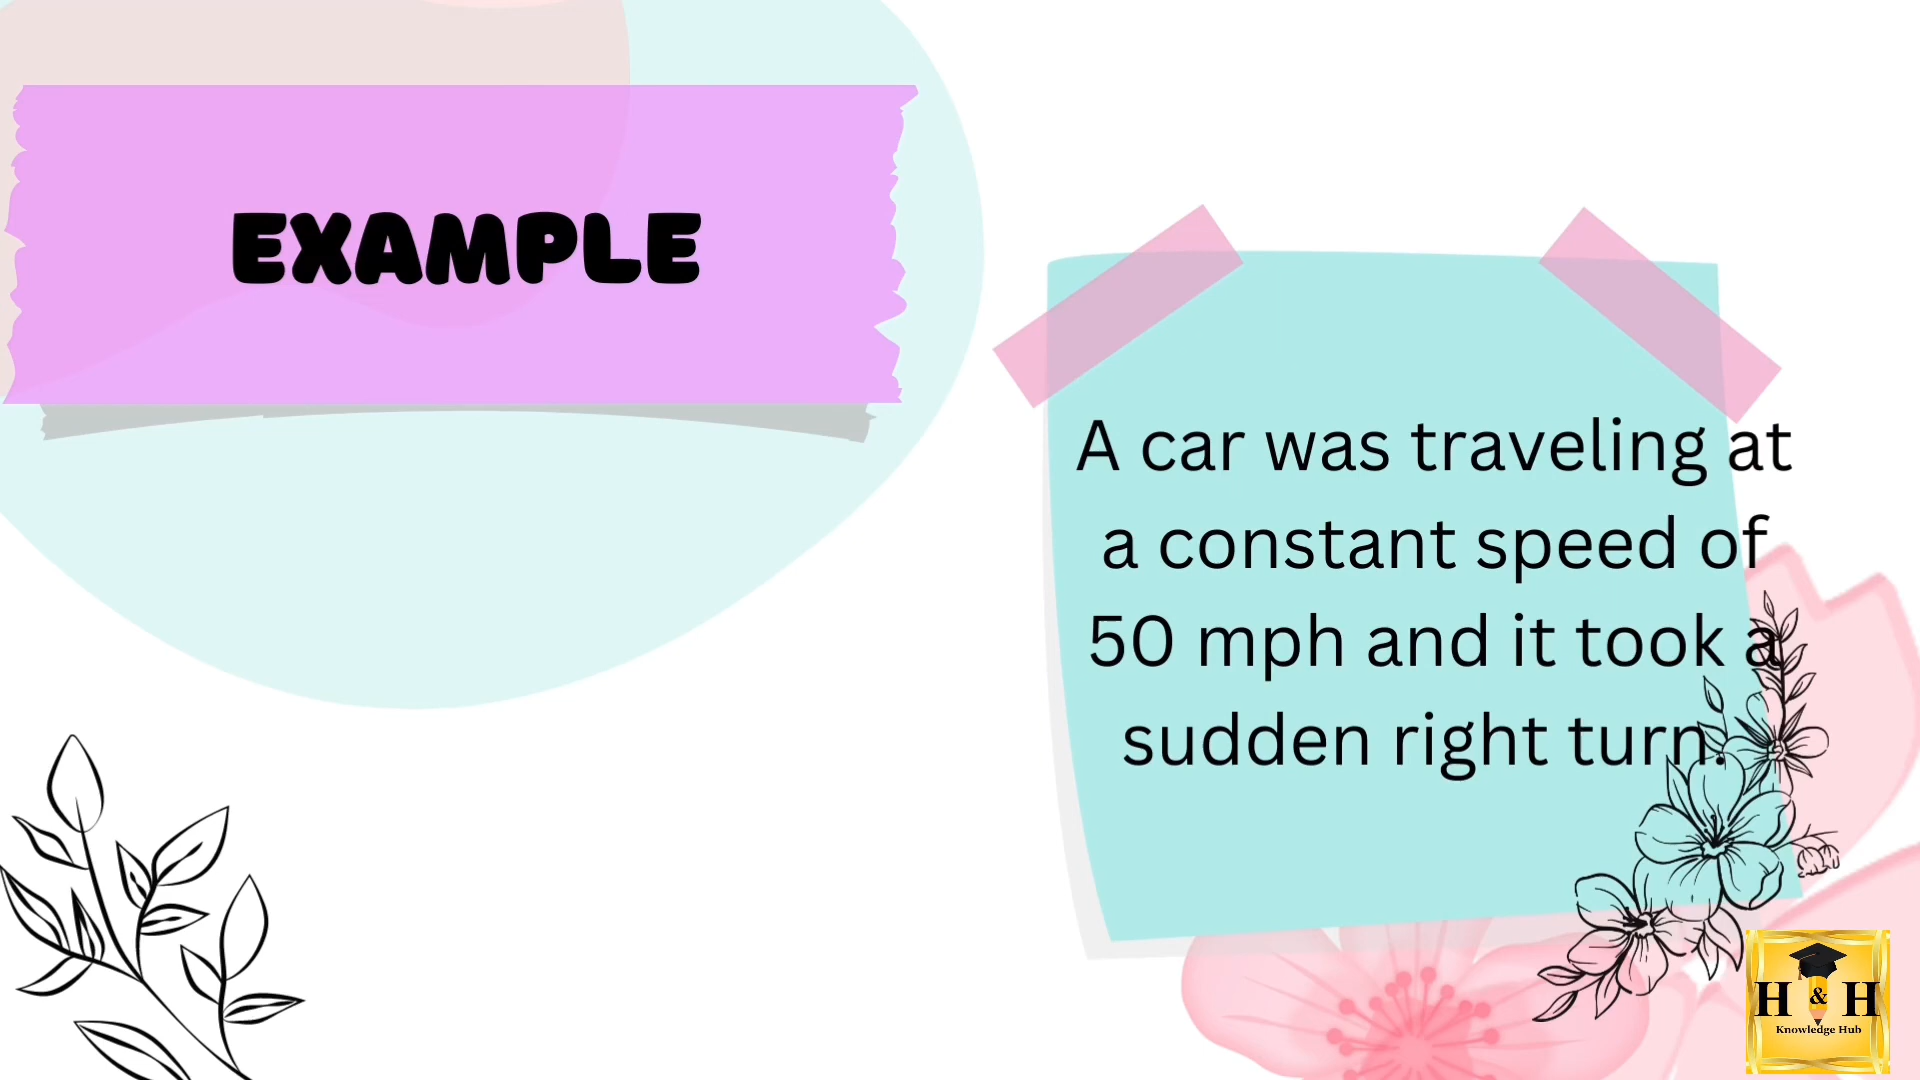 EXAMPLE
A car was traveling at
a constant speed of
50 mph and it took a
sudden right turn.
H & H
Knowledge Hub